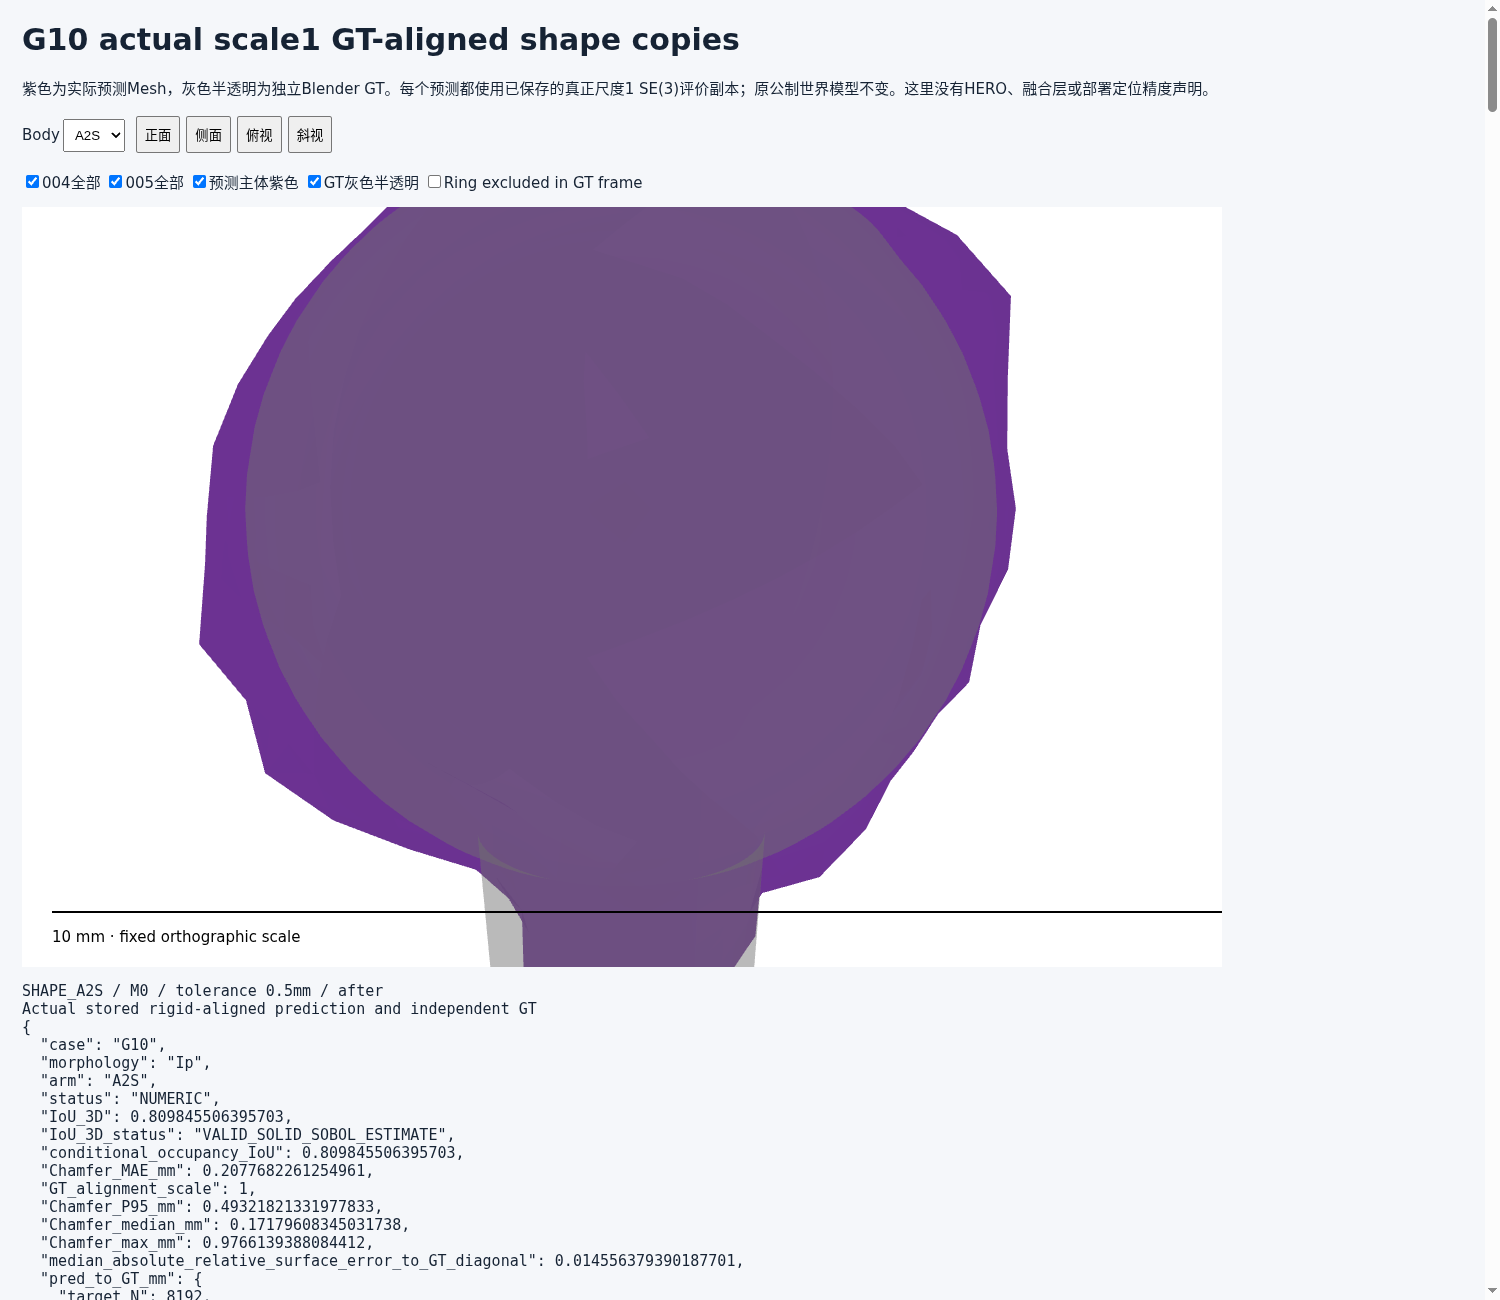 G10 actual scale1 GT-aligned shape copies
紫色为实际预测Mesh，灰色半透明为独立Blender GT。每个预测都使用已保存的真正尺度1 SE(3)评价副本；原公制世界模型不变。这里没有HERO、融合层或部署定位精度声明。
Body A2S 正面 侧面 俯视 斜视
004全部 005全部 预测主体紫色 GT灰色半透明 Ring excluded in GT frame
10 mm · fixed orthographic scale
SHAPE_A2S / M0 / tolerance 0.5mm / after
Actual stored rigid-aligned prediction and independent GT
{
  "case": "G10",
  "morphology": "Ip",
  "arm": "A2S",
  "status": "NUMERIC",
  "IoU_3D": 0.809845506395703,
  "IoU_3D_status": "VALID_SOLID_SOBOL_ESTIMATE",
  "conditional_occupancy_IoU": 0.809845506395703,
  "Chamfer_MAE_mm": 0.2077682261254961,
  "GT_alignment_scale": 1,
  "Chamfer_P95_mm": 0.49321821331977833,
  "Chamfer_median_mm": 0.17179608345031738,
  "Chamfer_max_mm": 0.9766139388084412,
  "median_absolute_relative_surface_error_to_GT_diagonal": 0.014556379390187701,
  "pred_to_GT_mm": {
    "target_N": 8192,